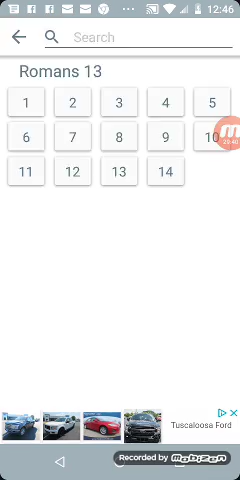 12:46
Search
Romans 13
1 2 3 4 5
6 7 8 9 10
11 12 13 14
Tuscaloosa Ford
Recorded by mobizen